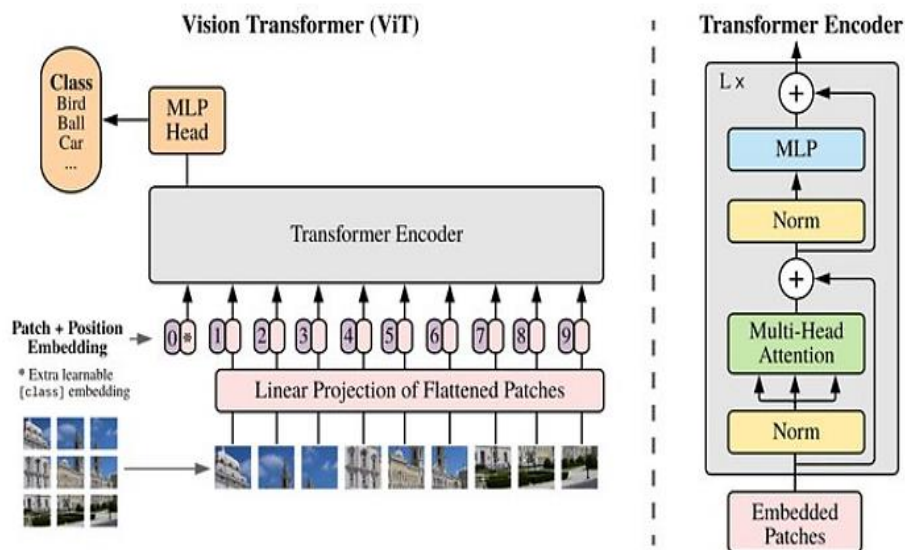 Vision Transformer (ViT)
Class
Bird
Ball
Car
...
MLP
Head
Transformer Encoder
Patch + Position
Embedding
0 * 1 2 3 4 5 6 7 8 9
* Extra learnable
[class] embedding
Linear Projection of Flattened Patches
Transformer Encoder
L x
+
MLP
Norm
+
Multi-Head
Attention
Norm
Embedded
Patches